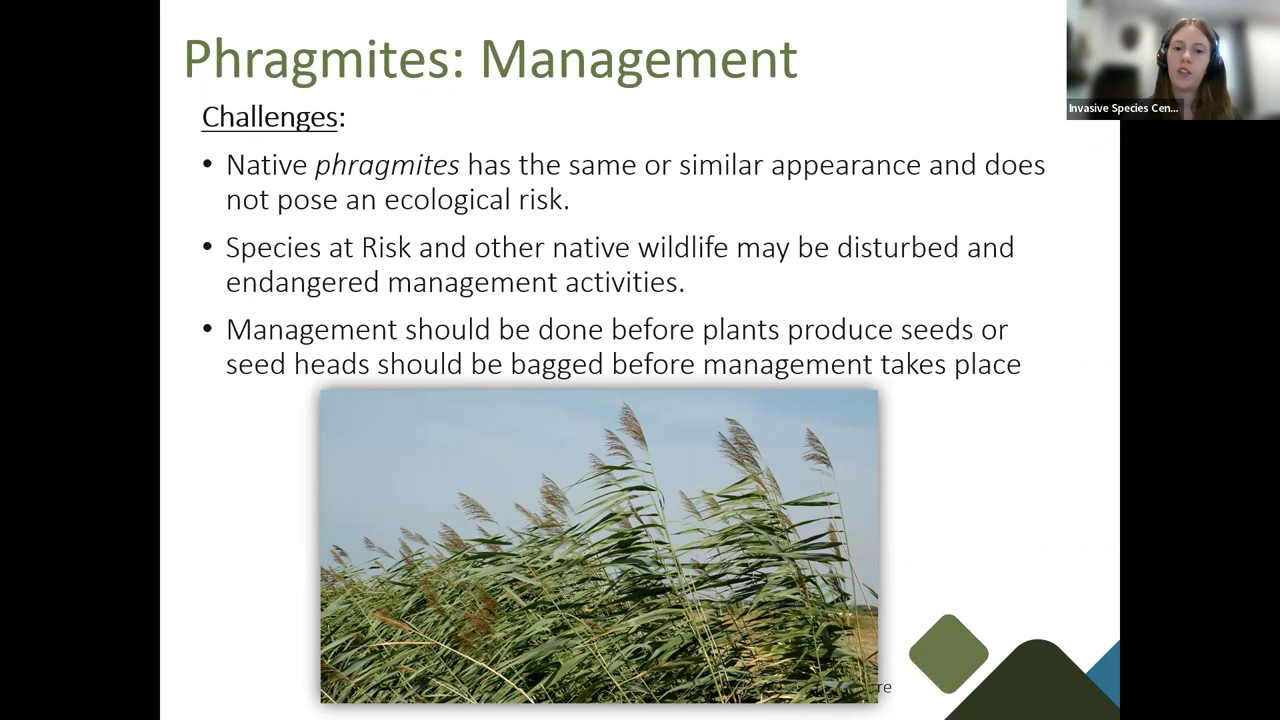 Phragmites: Management
Invasive Species Cen...
Challenges:
• Native phragmites has the same or similar appearance and does
not pose an ecological risk.
• Species at Risk and other native wildlife may be disturbed and
endangered management activities.
• Management should be done before plants produce seeds or
seed heads should be bagged before management takes place
re